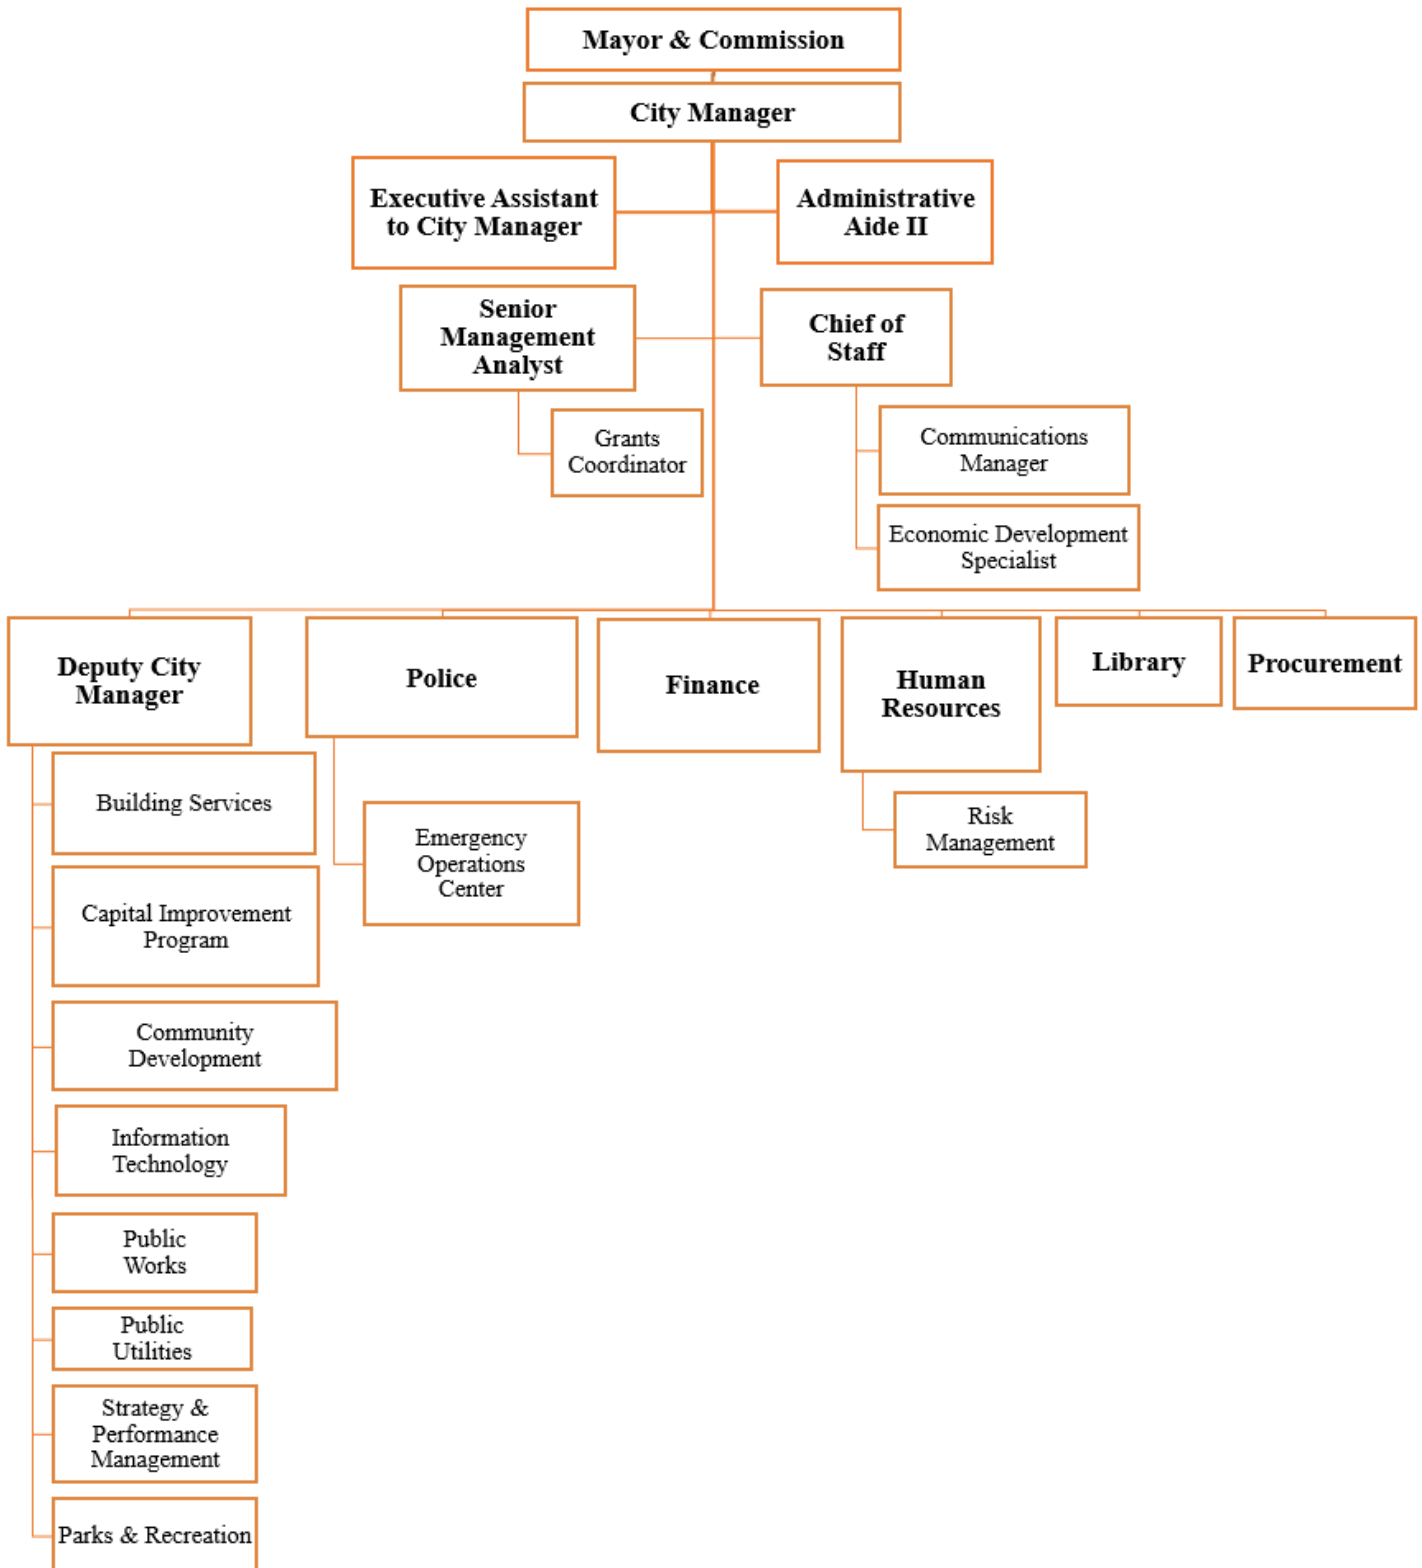 Mayor & Commission
City Manager
Executive Assistant
to City Manager
Administrative
Aide II
Senior
Management
Analyst
Chief of
Staff
Grants
Coordinator
Communications
Manager
Economic Development
Specialist
Deputy City
Manager
Police
Finance
Human
Resources
Library
Procurement
Building Services
Capital Improvement
Program
Community
Development
Information
Technology
Public
Works
Public
Utilities
Strategy &
Performance
Management
Parks & Recreation
Emergency
Operations
Center
Risk
Management